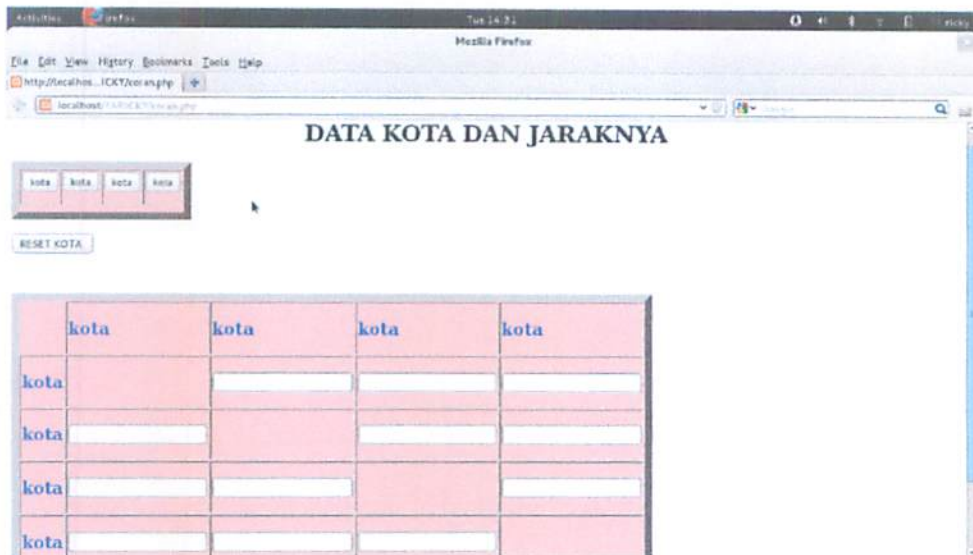 Activities Firefox Tue 14:31 ricky
Mozilla Firefox
File Edit View History Bookmarks Tools Help
localhost
DATA KOTA DAN JARAKNYA
kota kota kota kota
RESET KOTA
kota kota kota kota
kota
kota
kota
kota